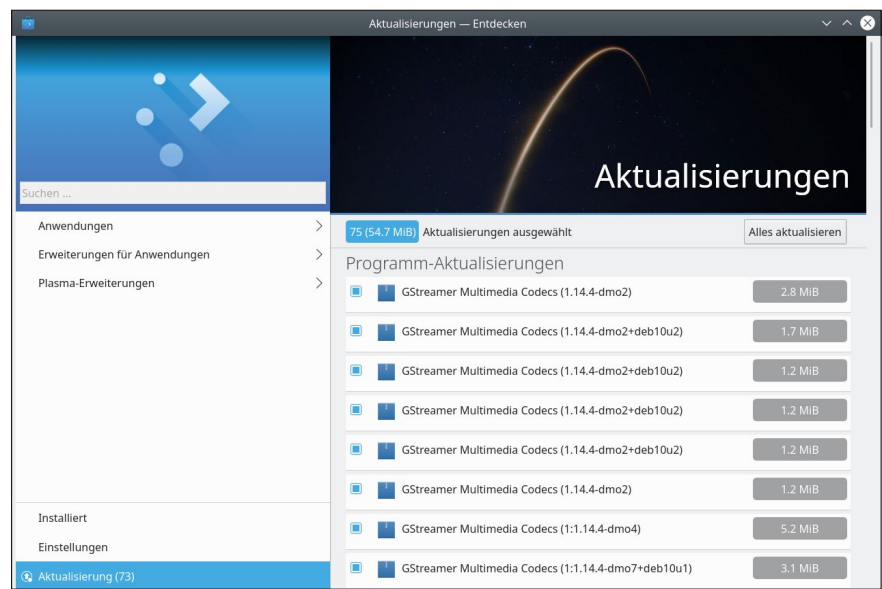 Aktualisierungen — Entdecken
Suchen ...
Anwendungen
Erweiterungen für Anwendungen
Plasma-Erweiterungen
Installiert
Einstellungen
Aktualisierung (73)
Aktualisierungen
75 (54.7 MiB) Aktualisierungen ausgewählt Alles aktualisieren
Programm-Aktualisierungen
GStreamer Multimedia Codecs (1.14.4-dmo2) 2.8 MiB
GStreamer Multimedia Codecs (1.14.4-dmo2+deb10u2) 1.7 MiB
GStreamer Multimedia Codecs (1.14.4-dmo2+deb10u2) 1.2 MiB
GStreamer Multimedia Codecs (1.14.4-dmo2+deb10u2) 1.2 MiB
GStreamer Multimedia Codecs (1.14.4-dmo2+deb10u2) 1.2 MiB
GStreamer Multimedia Codecs (1.14.4-dmo2) 1.2 MiB
GStreamer Multimedia Codecs (1:1.14.4-dmo4) 5.2 MiB
GStreamer Multimedia Codecs (1:1.14.4-dmo7+deb10u1) 3.1 MiB